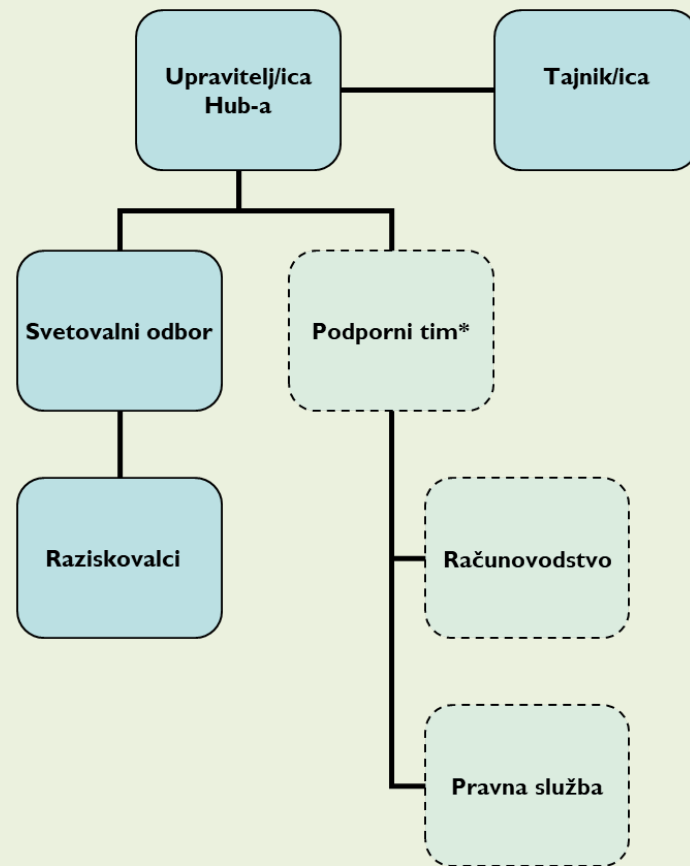 Upravitelj/ica
Hub-a
Tajnik/ica
Svetovalni odbor
Podporni tim*
Raziskovalci
Računovodstvo
Pravna služba